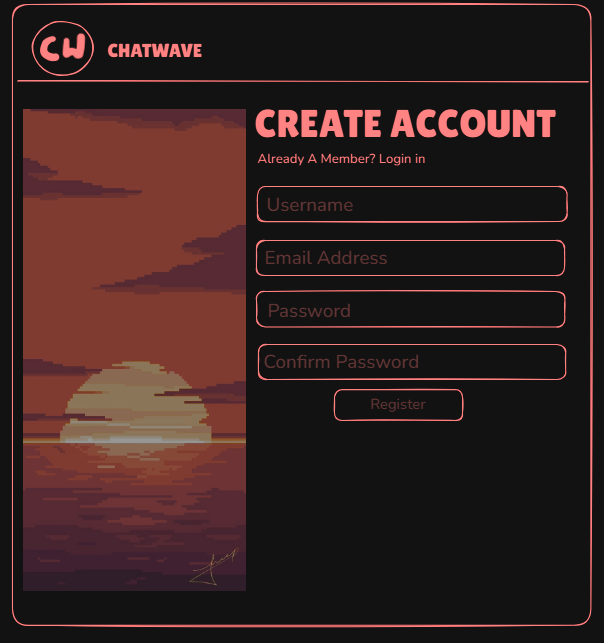 CW
CHATWAVE
CREATE ACCOUNT
Already A Member? Login in
Username
Email Address
Password
Confirm Password
Register